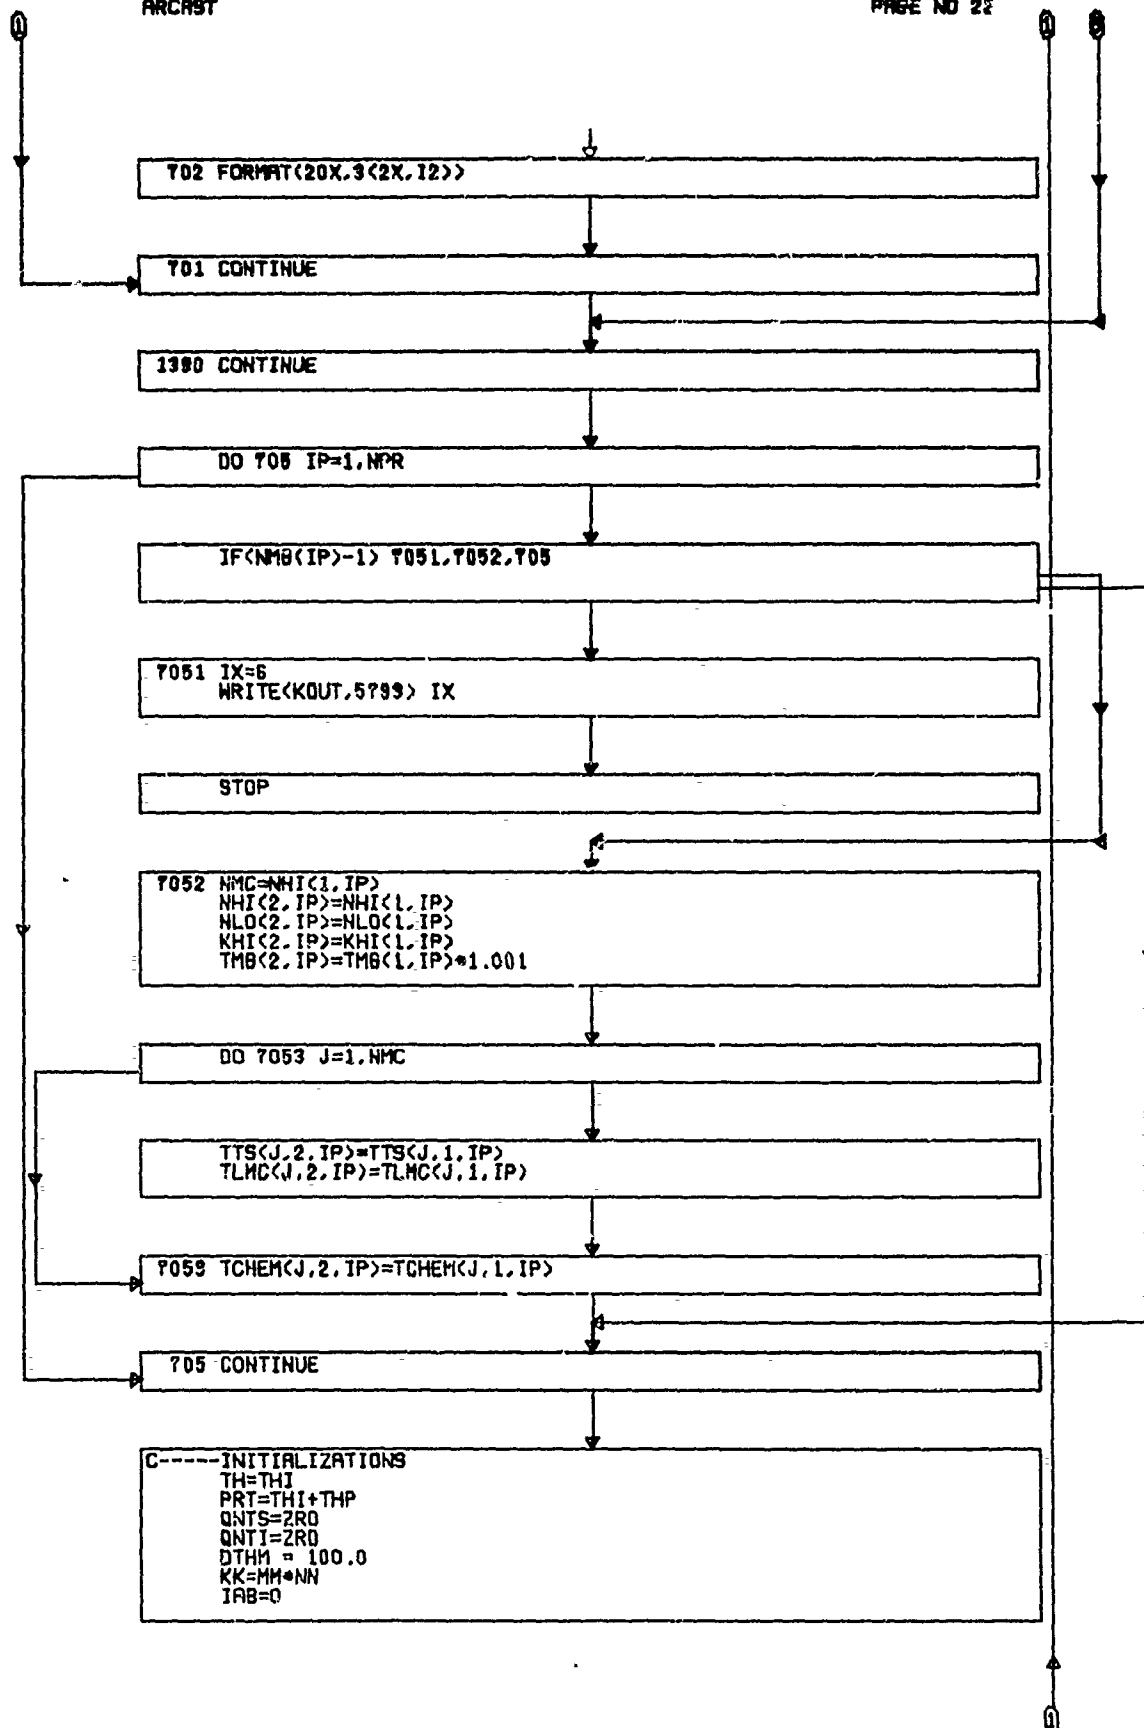 ARCAST PAGE NO 22
1 1
702 FORMAT(20X,3(2X,I2))
701 CONTINUE
1390 CONTINUE
DO 705 IP=1,NPR
IF(NMB(IP)-1) 7051,7052,705
7051 IX=6
WRITE(KOUT,5799) IX
STOP
7052 NMC=NHI(1,IP)
NHI(2,IP)=NHI(1,IP)
NLO(2,IP)=NLO(1,IP)
KHI(2,IP)=KHI(1,IP)
TMB(2,IP)=TMB(1,IP)*1.001
DO 7053 J=1,NMC
TTS(J,2,IP)=TTS(J,1,IP)
TLMC(J,2,IP)=TLMC(J,1,IP)
7053 TCHEM(J,2,IP)=TCHEM(J,1,IP)
705 CONTINUE
C-----INITIALIZATIONS
TH=THI
PRT=THI+THP
QNTS=ZRO
QNTI=ZRO
DTHM = 100.0
KK=MM*NN
IAB=0
1